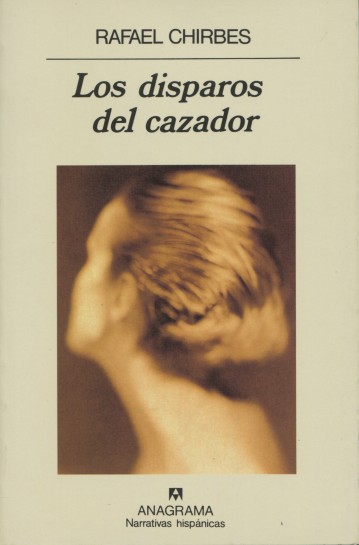 RAFAEL CHIRBES
Los disparos
del cazador
ANAGRAMA
Narrativas hispánicas